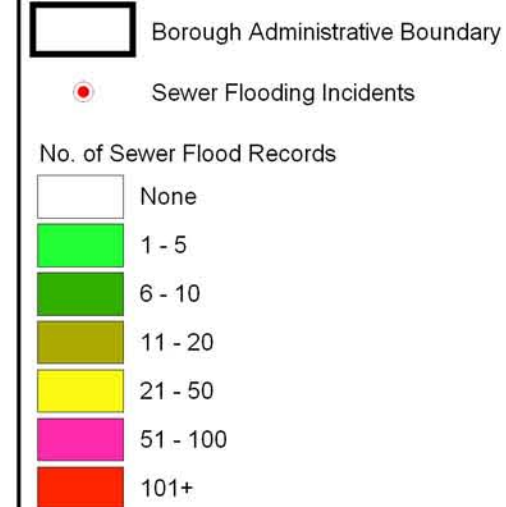 Borough Administrative Boundary
Sewer Flooding Incidents
No. of Sewer Flood Records
None
1 - 5
6 - 10
11 - 20
21 - 50
51 - 100
101+